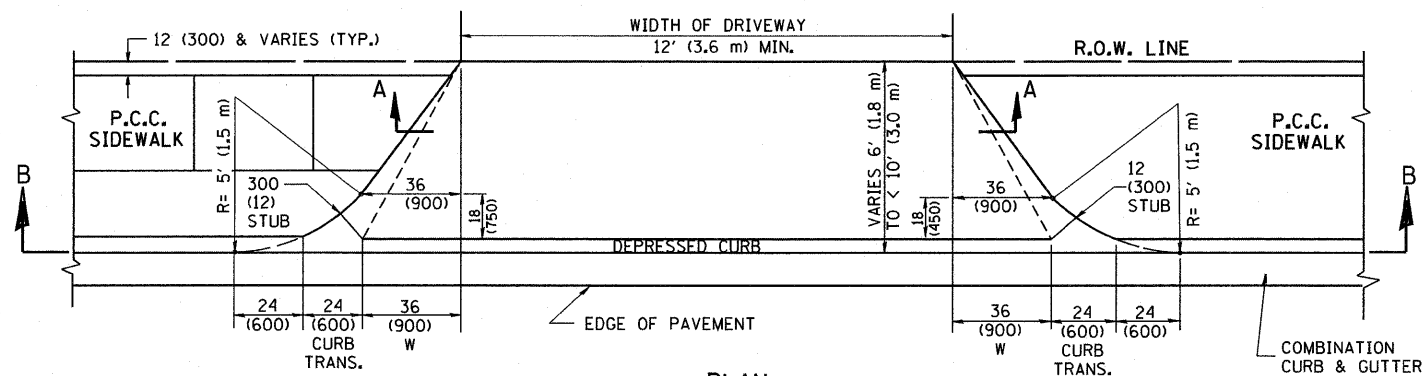 WIDTH OF DRIVEWAY
12' (3.6 m) MIN.
12 (300) & VARIES (TYP.)
R.O.W. LINE
A
A
P.C.C.
SIDEWALK
P.C.C.
SIDEWALK
R= 5' (1.5 m)
VARIES 6' (1.8 m)
TO < 10' (3.0 m)
R= 5' (1.5 m)
B
B
300
(12)
STUB
36
(900)
18
(750)
18
(450)
36
(900)
12
(300)
STUB
DEPRESSED CURB
24
(600)
24
(600)
CURB
TRANS.
36
(900)
W
EDGE OF PAVEMENT
36
(900)
W
24
(600)
CURB
TRANS.
24
(600)
COMBINATION
CURB & GUTTER